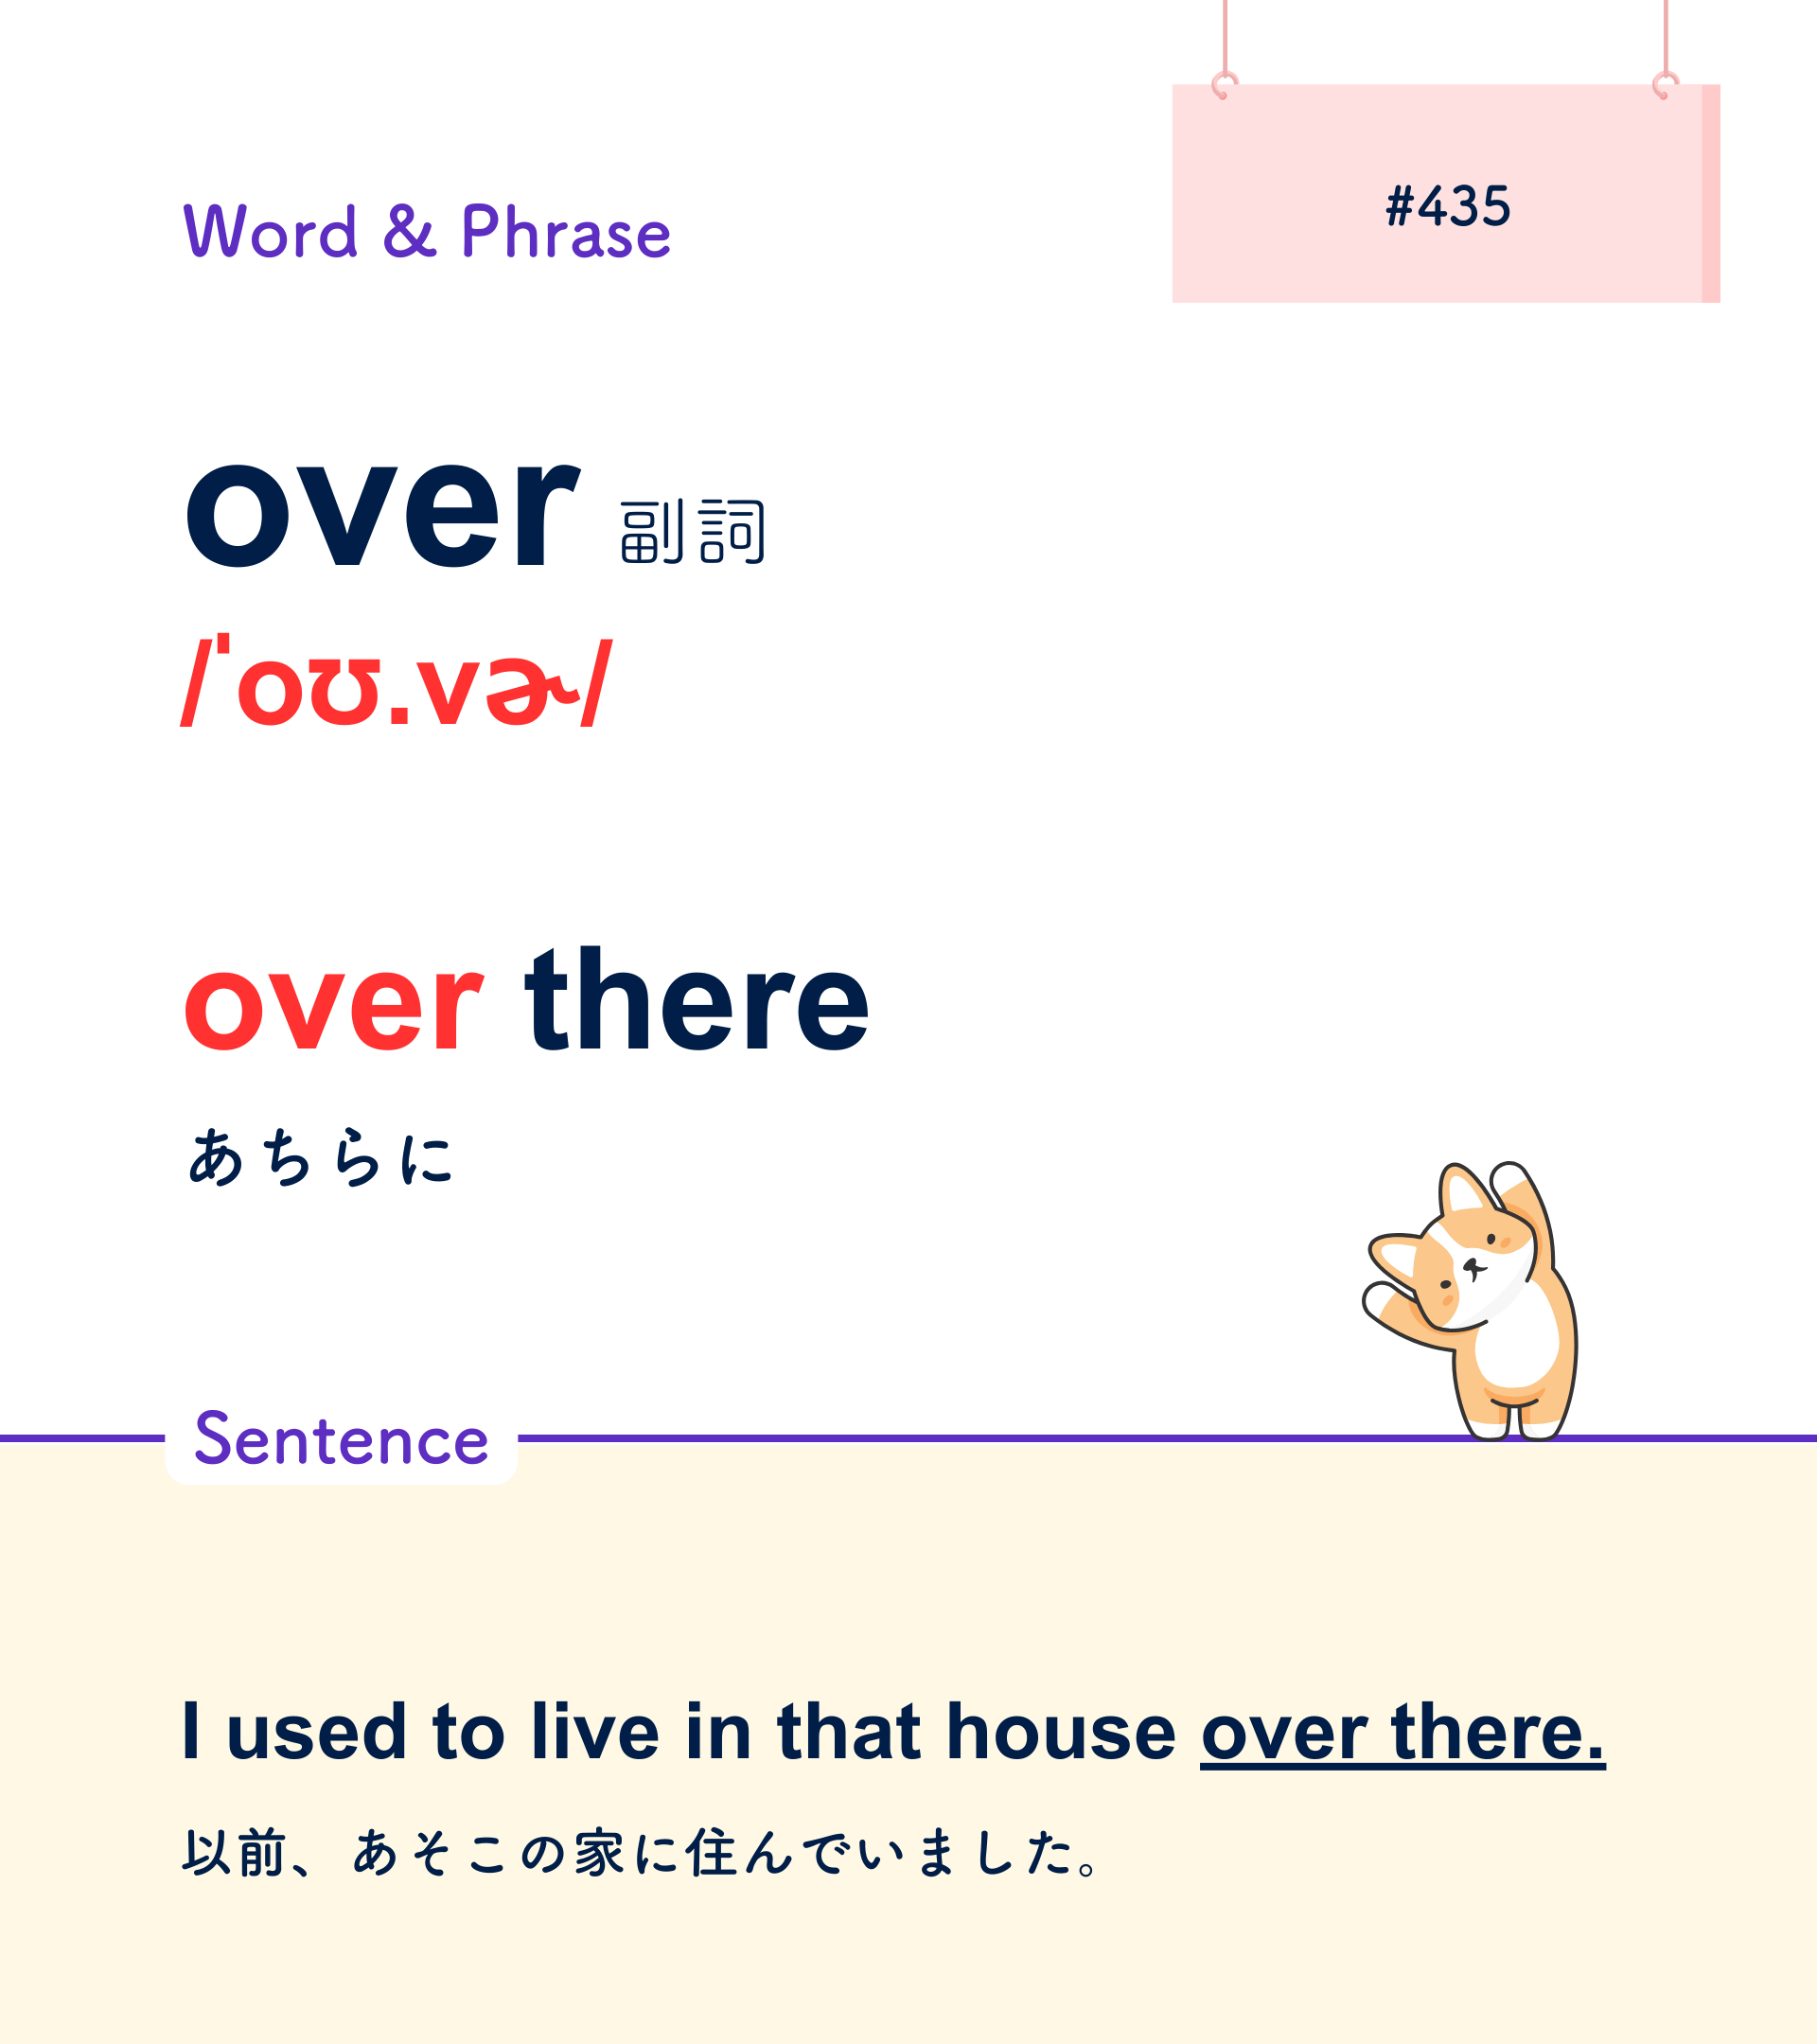 #435
Word & Phrase
over 副詞
/ˈoʊ.vɚ/
over there
あちらに
Sentence
I used to live in that house over there.
以前、あそこの家に住んでいました。